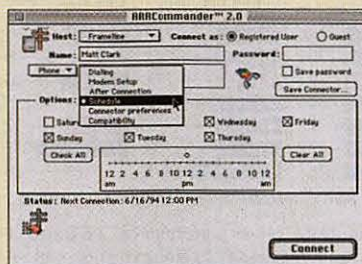 ARACommander™ 2.0
Host: Frameline Connect as: Registered User Guest
Name: Matt Clark Password:
Phone Save password
Save Connector...
Dialing
Modem Setup
After Connection
Schedule
Connector preferences
Compatibility
Options:
Satur Wednesday Friday
Sunday Tuesday Thursday
Check All Clear All
12 2 4 6 8 10 12 2 4 6 8 10 12
am pm am
Status: Next Connection: 6/16/94 12:00 PM
Connect